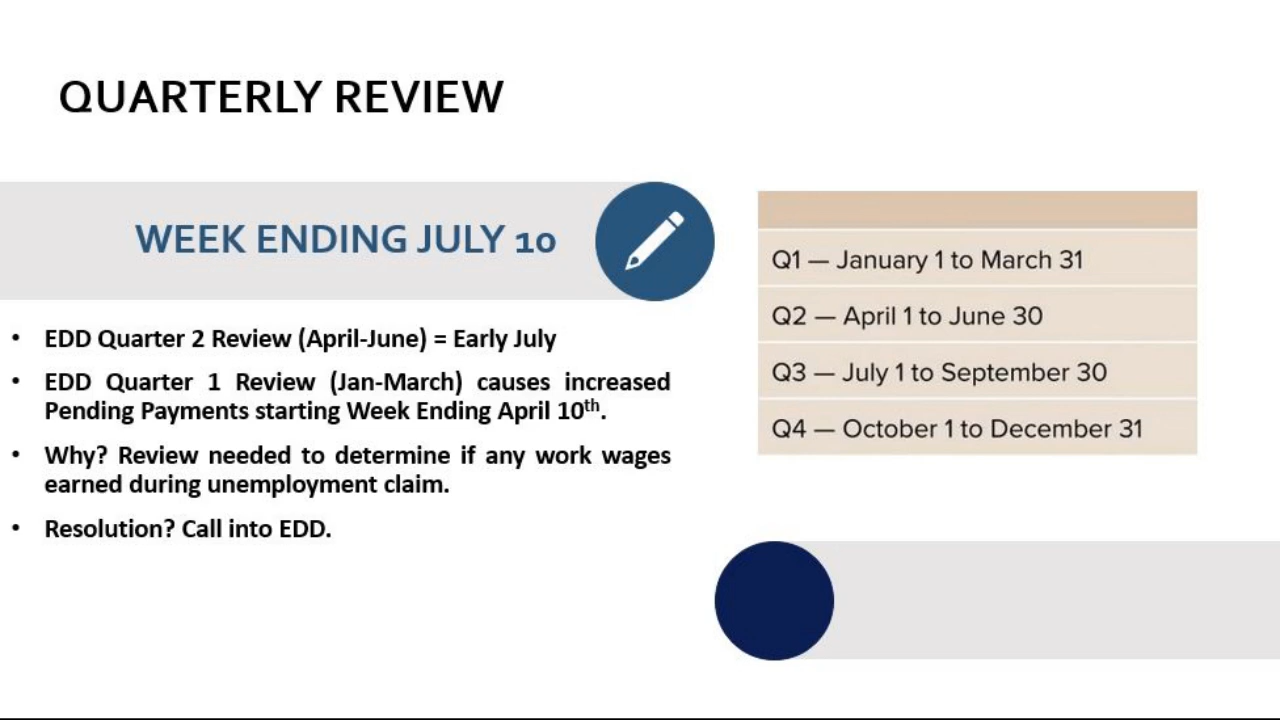 QUARTERLY REVIEW
WEEK ENDING JULY 10
• EDD Quarter 2 Review (April-June) = Early July
• EDD Quarter 1 Review (Jan-March) causes increased
Pending Payments starting Week Ending April 10th.
• Why? Review needed to determine if any work wages
earned during unemployment claim.
• Resolution? Call into EDD.
Q1 — January 1 to March 31
Q2 — April 1 to June 30
Q3 — July 1 to September 30
Q4 — October 1 to December 31